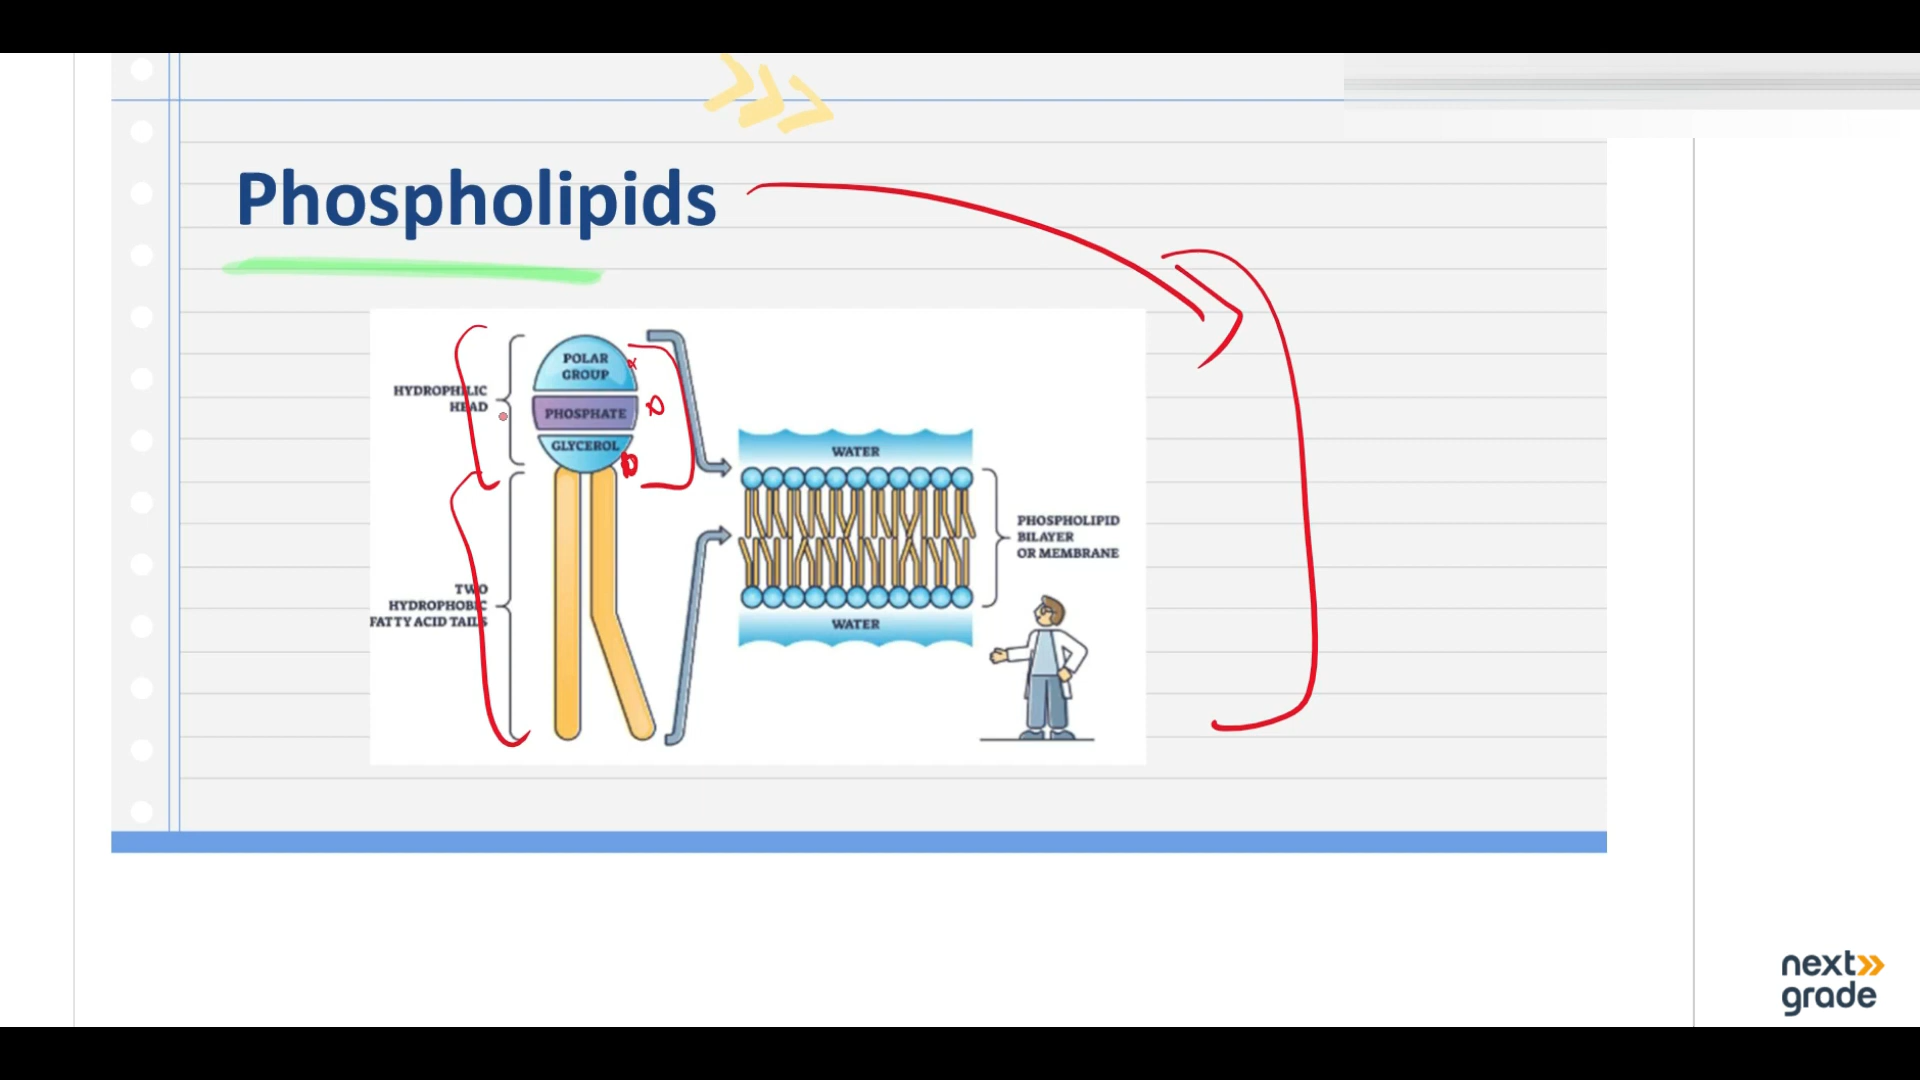 Phospholipids
POLAR
GROUP
HYDROPHILIC
HEAD
PHOSPHATE
GLYCEROL
WATER
PHOSPHOLIPID
BILAYER
OR MEMBRANE
TWO
HYDROPHOBIC
FATTY ACID TAILS
WATER
next
grade